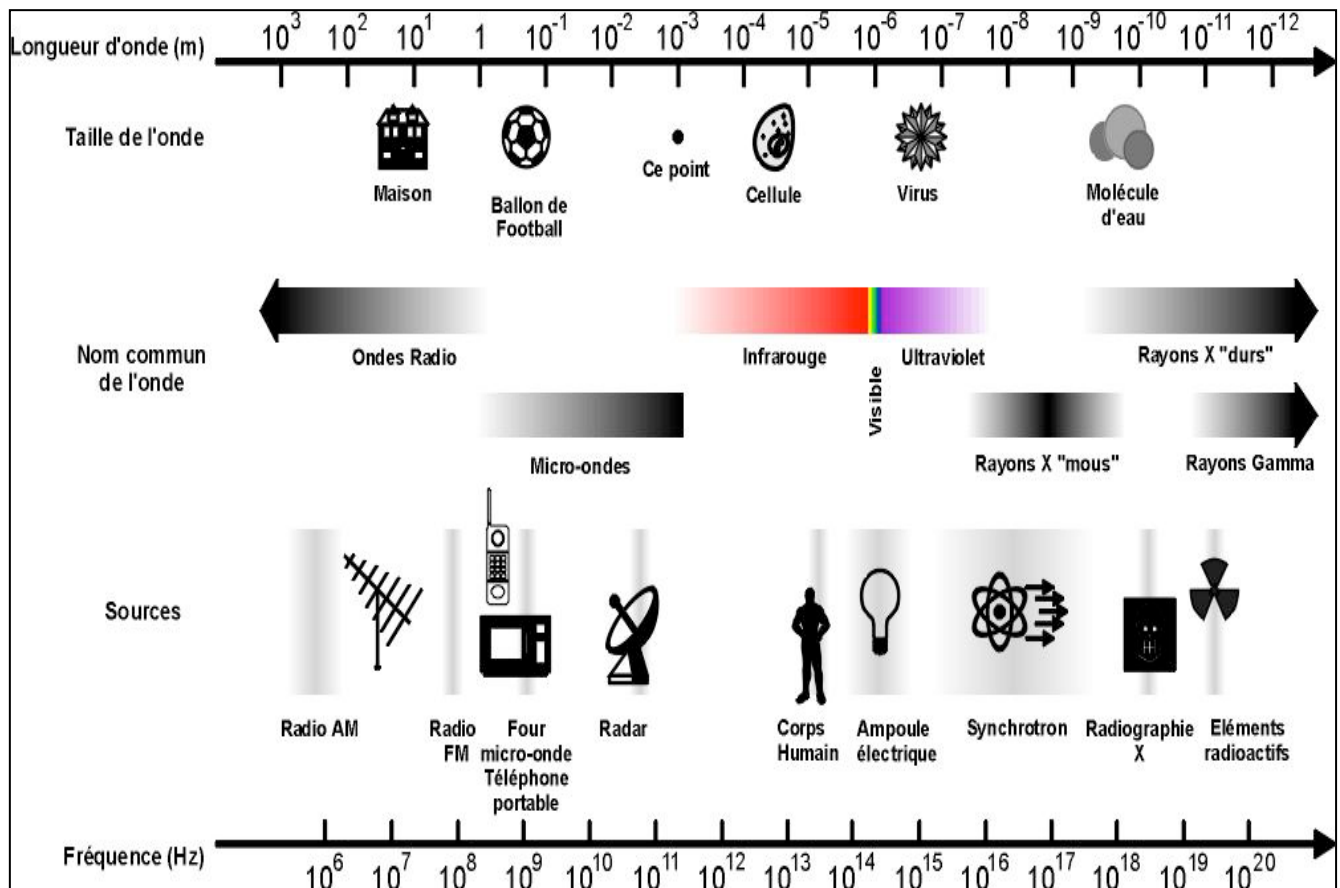 Longueur d'onde (m) 10³ 10² 10¹ 1 10⁻¹ 10⁻² 10⁻³ 10⁻⁴ 10⁻⁵ 10⁻⁶ 10⁻⁷ 10⁻⁸ 10⁻⁹ 10⁻¹⁰ 10⁻¹¹ 10⁻¹²
Taille de l'onde
Maison
Ballon de
Football
Ce point
Cellule
Virus
Molécule
d'eau
Nom commun
de l'onde
Ondes Radio
Infrarouge
Visible
Ultraviolet
Rayons X "durs"
Micro-ondes
Rayons X "mous"
Rayons Gamma
Sources
Radio AM
Radio
FM
Four
micro-onde
Téléphone
portable
Radar
Corps
Humain
Ampoule
électrique
Synchrotron
Radiographie
X
Eléments
radioactifs
Fréquence (Hz) 10⁶ 10⁷ 10⁸ 10⁹ 10¹⁰ 10¹¹ 10¹² 10¹³ 10¹⁴ 10¹⁵ 10¹⁶ 10¹⁷ 10¹⁸ 10¹⁹ 10²⁰